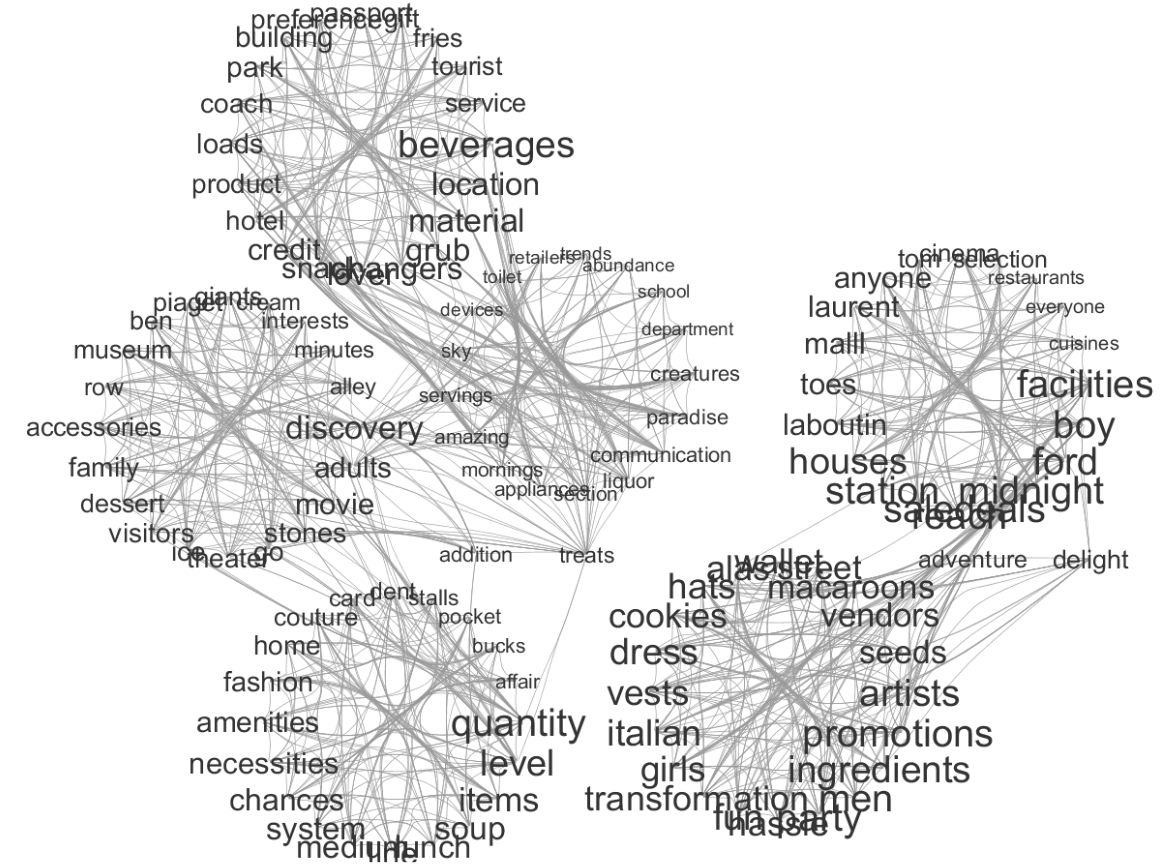 passport
preference gift
building
fries
park
tourist
coach
service
loads
beverages
product
location
hotel
material
credit
grub
snack
lover
changers
retailers
trends
toilet
abundance
devices
school
sky
department
servings
creatures
amazing
paradise
mornings
communication
appliances
liquor
section
addition
treats
giants
piaget
cream
ben
interests
museum
minutes
row
alley
accessories
discovery
family
adults
dessert
movie
visitors
stones
ice
theater
go
cinema
tom
selection
anyone
restaurants
laurent
everyone
malll
cuisines
toes
facilities
laboutin
boy
houses
ford
station
midnight
sale
deals
reach
adventure
delight
dent
card
stalls
couture
pocket
home
bucks
fashion
affair
amenities
quantity
necessities
level
chances
items
system
soup
medium
lunch
line
wallet
alas
street
hats
macaroons
cookies
vendors
dress
seeds
vests
artists
italian
promotions
girls
ingredients
transformation
men
fun
party
hassle